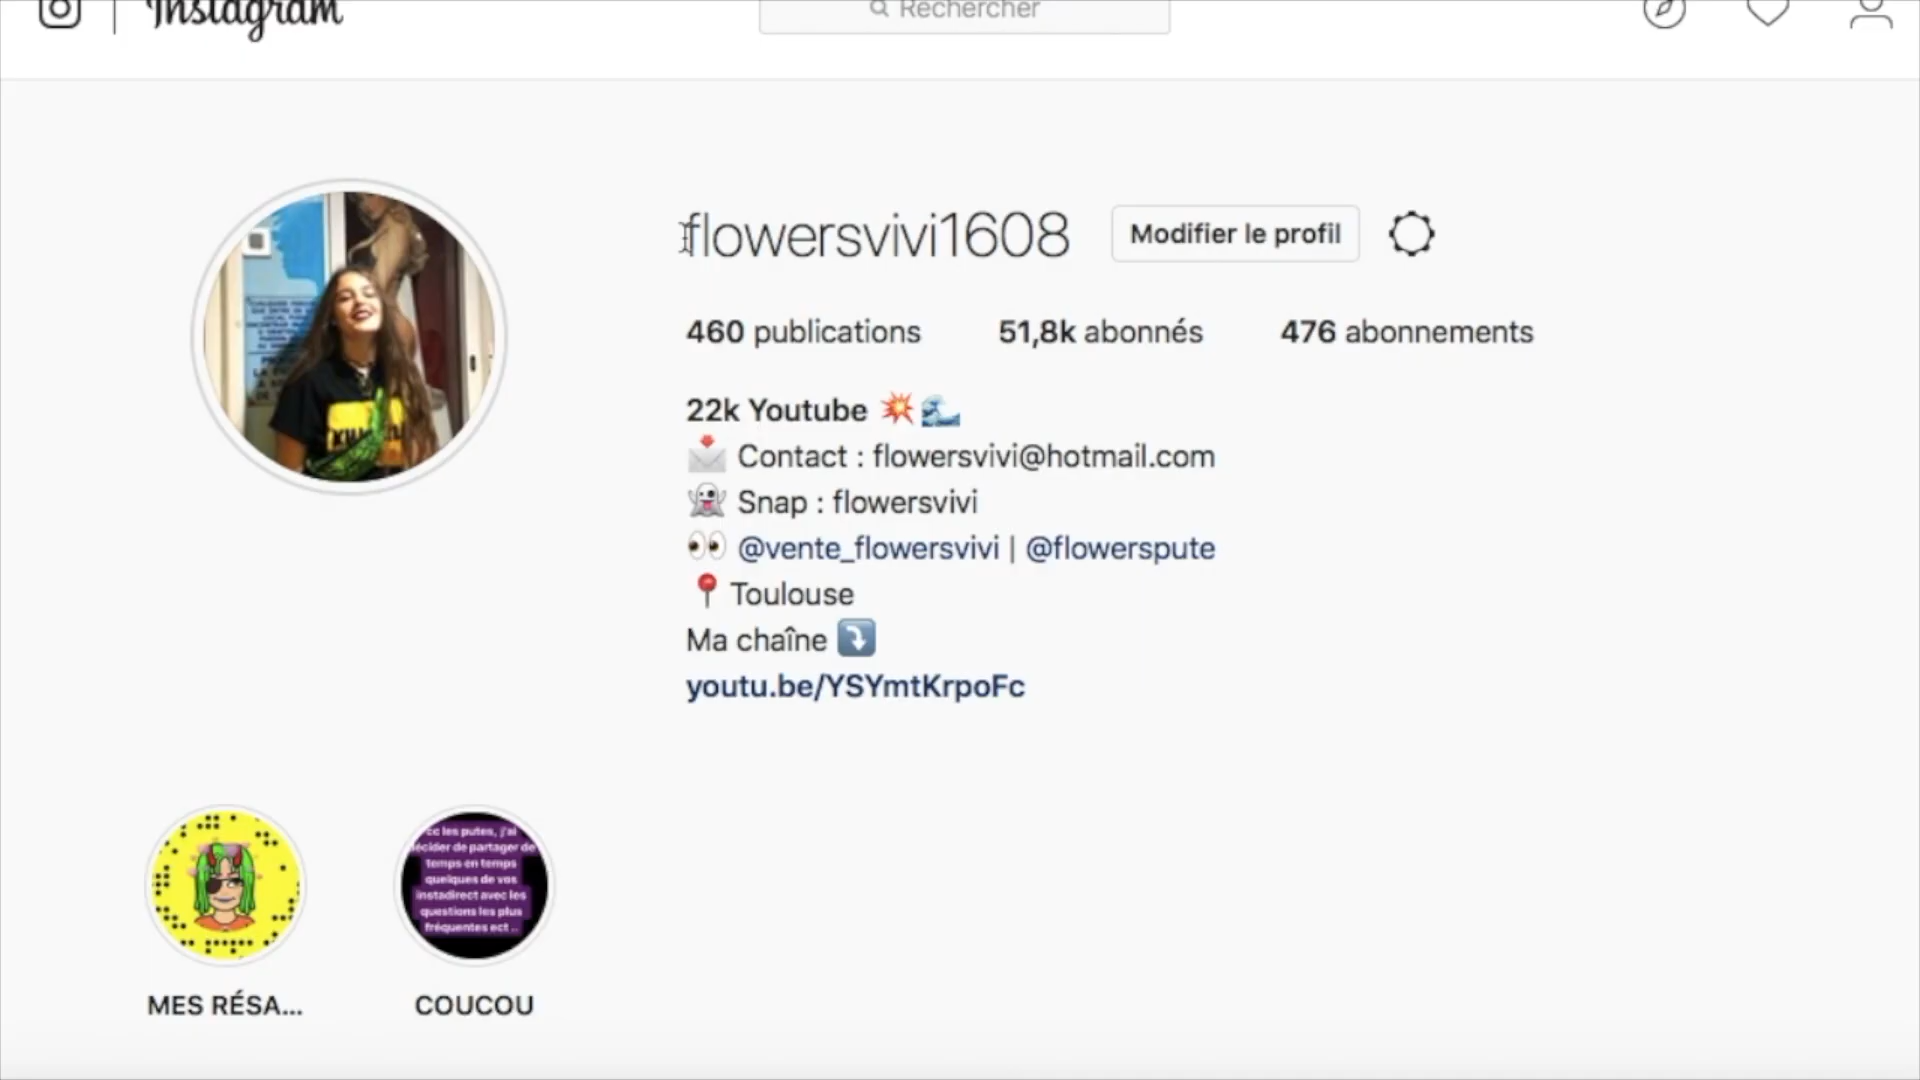 Instagram
Rechercher
flowersvivi1608
Modifier le profil
460 publications
51,8k abonnés
476 abonnements
22k Youtube 💥🌊
📩 Contact : flowersvivi@hotmail.com
👻 Snap : flowersvivi
👀 @vente_flowersvivi | @flowerspute
📍 Toulouse
Ma chaîne ⤵️
youtu.be/YSYmtKrpoFc
cc les putes, j'ai
décider de partager de
temps en temps
quelques de vos
instadirect avec les
questions les plus
fréquentes ect ..
MES RÉSA...
COUCOU